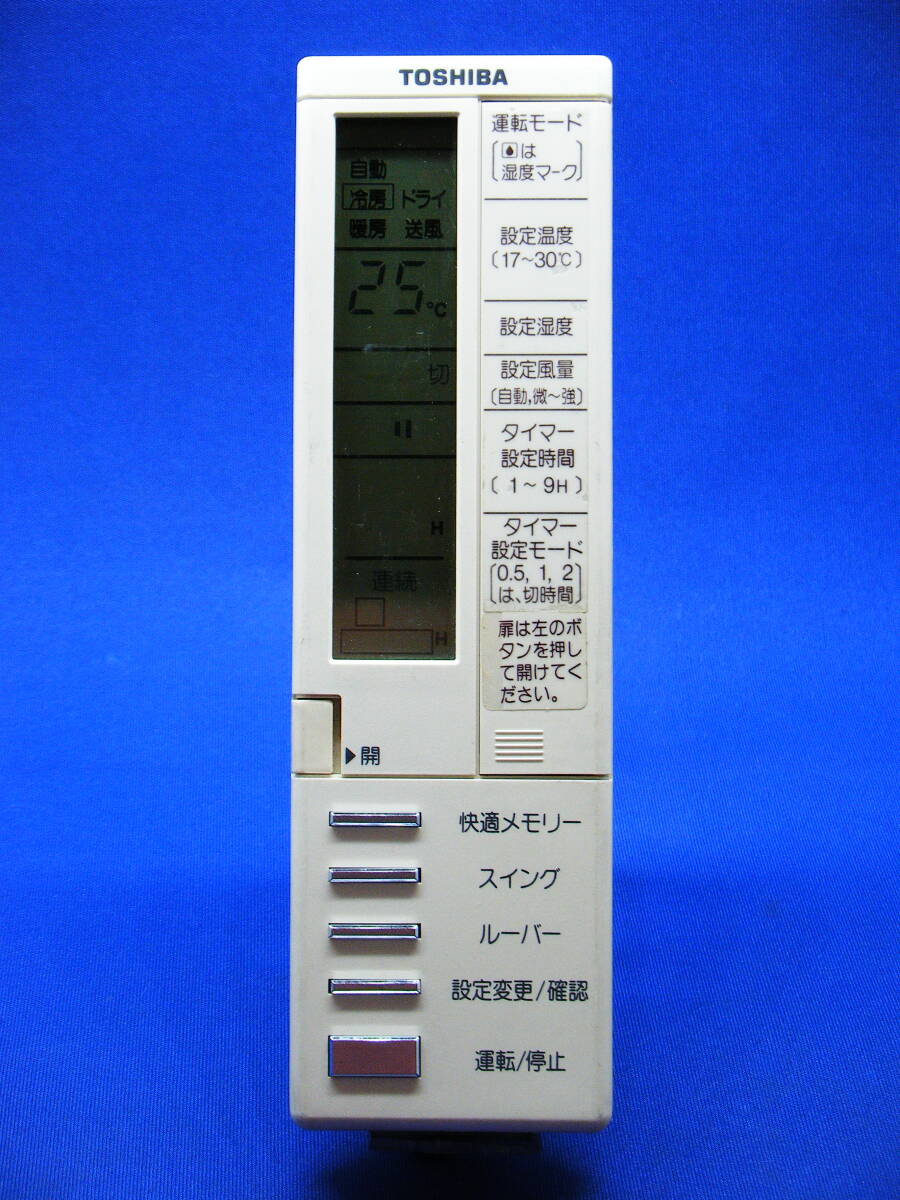 TOSHIBA
自動
冷房 ドライ
暖房 送風
25℃
切
H
連続
H
運転モード
は
湿度マーク
設定温度
(17~30℃)
設定湿度
設定風量
(自動,微~強)
タイマー
設定時間
( 1~ 9H )
タイマー
設定モード
0.5, 1, 2
は、切時間
扉は左のボ
タンを押し
て開けてく
ださい。
▶開
快適メモリー
スイング
ルーバー
設定変更/確認
運転/停止